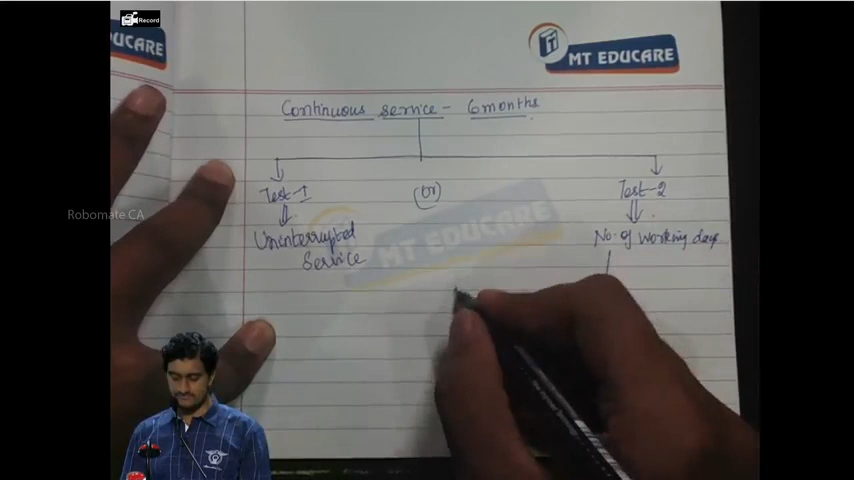 Record
UCARE
MT EDUCARE
Continuous service - 6 months
Test-1
(or)
Test-2
Robomate CA
Uninterrupted
Service
No. of working days
MT EDUCARE